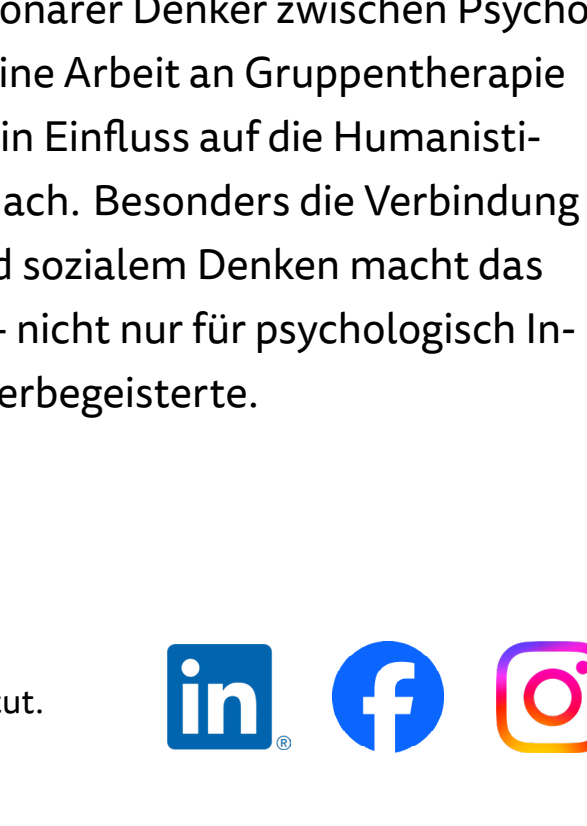 onärer Denker zwischen Psycho
ine Arbeit an Gruppentherapie
in Einfluss auf die Humanisti-
ach. Besonders die Verbindung
d sozialem Denken macht das
– nicht nur für psychologisch In-
erbegeisterte.
tut.
in ®
f